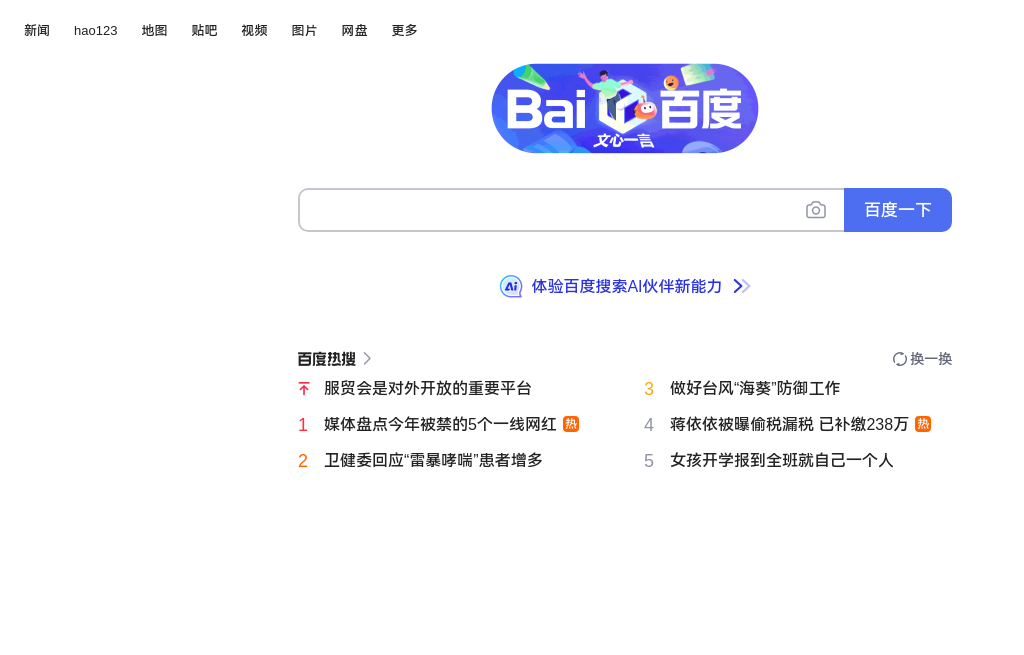 新闻 hao123 地图 贴吧 视频 图片 网盘 更多
Bai 百度
文心一言
百度一下
Ai 体验百度搜索AI伙伴新能力
百度热搜 换一换
服贸会是对外开放的重要平台
3 做好台风“海葵”防御工作
1 媒体盘点今年被禁的5个一线网红 热
4 蒋依依被曝偷税漏税 已补缴238万 热
2 卫健委回应“雷暴哮喘”患者增多
5 女孩开学报到全班就自己一个人